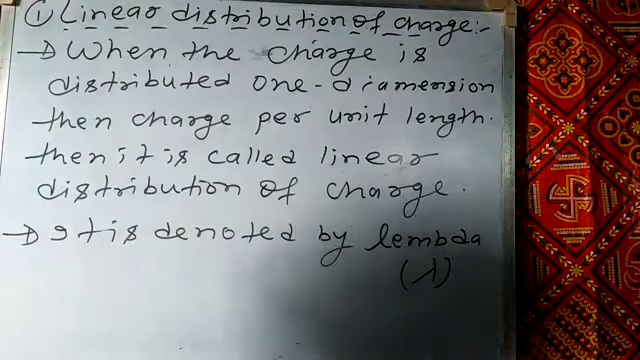 ① Linear distribution of charge:-
→ When the charge is
distributed one-diamension
then charge per unit length.
then it is called linear
distribution of charge.
→ It is denoted by lembda
(λ)